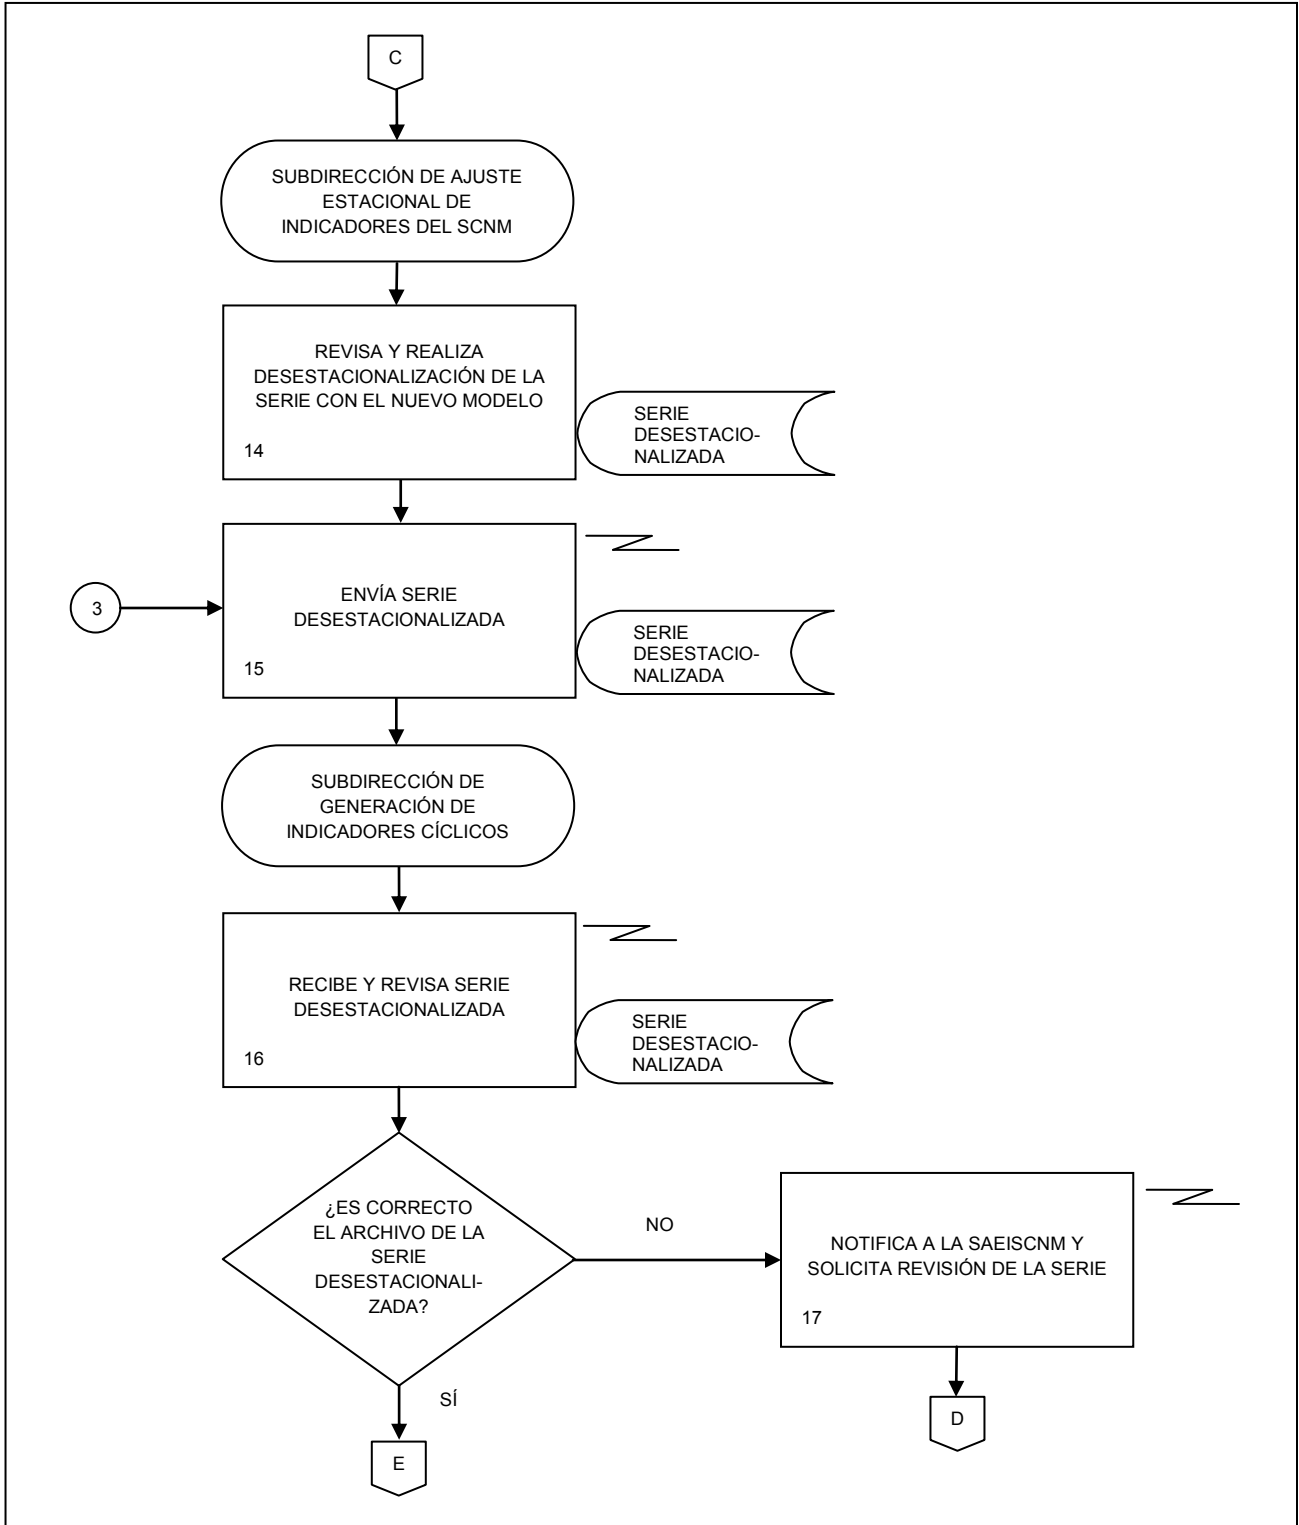 C
SUBDIRECCIÓN DE AJUSTE
ESTACIONAL DE
INDICADORES DEL SCNM
REVISA Y REALIZA
DESESTACIONALIZACIÓN DE LA
SERIE CON EL NUEVO MODELO
14
SERIE
DESESTACIO-
NALIZADA
3
ENVÍA SERIE
DESESTACIONALIZADA
15
SERIE
DESESTACIO-
NALIZADA
SUBDIRECCIÓN DE
GENERACIÓN DE
INDICADORES CÍCLICOS
RECIBE Y REVISA SERIE
DESESTACIONALIZADA
16
SERIE
DESESTACIO-
NALIZADA
¿ES CORRECTO
EL ARCHIVO DE LA
SERIE
DESESTACIONALI-
ZADA?
NO
NOTIFICA A LA SAEISCNM Y
SOLICITA REVISIÓN DE LA SERIE
17
SÍ
D
E